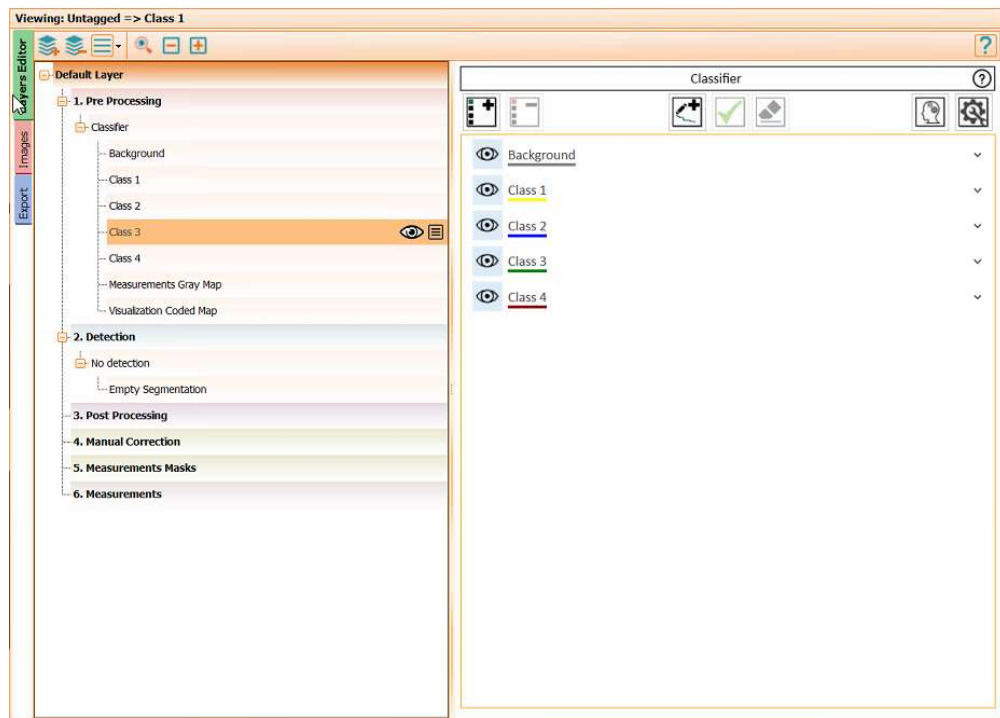 Viewing: Untagged => Class 1
Layers Editor
Images
Export
Default Layer
1. Pre Processing
Classifier
Background
Class 1
Class 2
Class 3
Class 4
Measurements Gray Map
Visualization Coded Map
2. Detection
No detection
Empty Segmentation
3. Post Processing
4. Manual Correction
5. Measurements Masks
6. Measurements
?
Classifier
?
Background
Class 1
Class 2
Class 3
Class 4